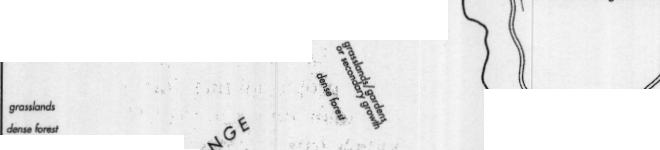 grasslands/gardens
or secondary growth
dense forest
grasslands
dense forest
NGE